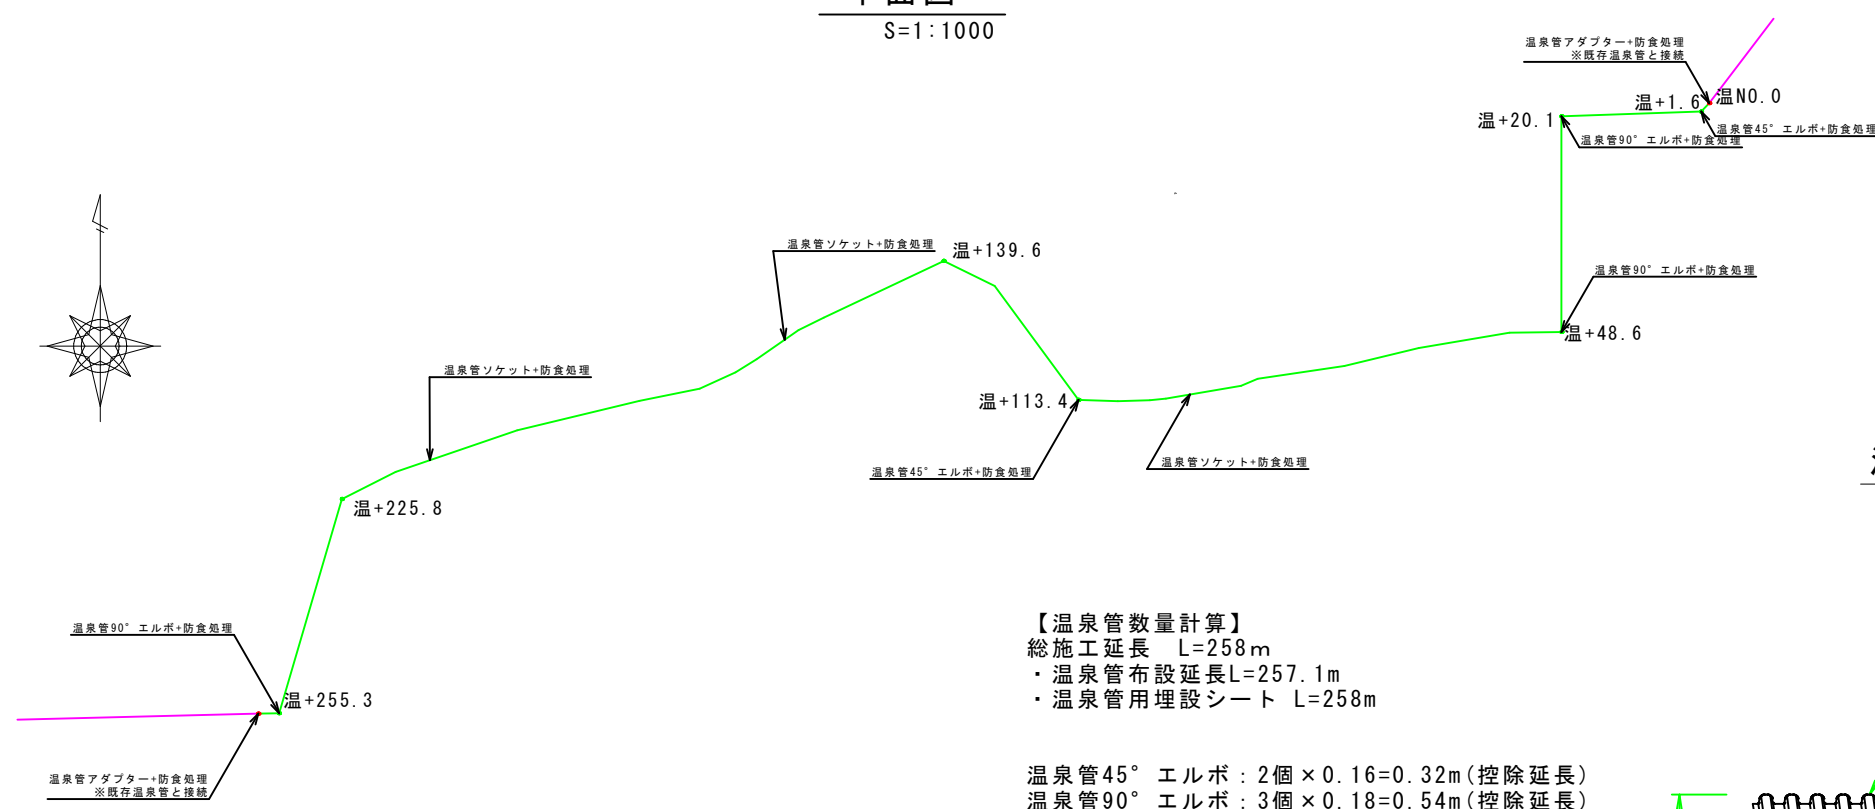 平面図
S=1:1000
温泉管アダプター+防食処理
※既存温泉管と接続
温+1.6
温NO.0
温+20.1
温泉管45°エルボ+防食処理
温泉管90°エルボ+防食処理
温泉管ソケット+防食処理
温+139.6
温泉管90°エルボ+防食処理
温+48.6
温泉管ソケット+防食処理
温+113.4
温泉管45°エルボ+防食処理
温泉管ソケット+防食処理
温+225.8
温泉管90°エルボ+防食処理
温+255.3
温泉管アダプター+防食処理
※既存温泉管と接続
【温泉管数量計算】
総施工延長 L=258m
・温泉管布設延長L=257.1m
・温泉管用埋設シート L=258m
温泉管45°エルボ：2個×0.16=0.32m(控除延長)
温泉管90°エルボ：3個×0.18=0.54m(控除延長)